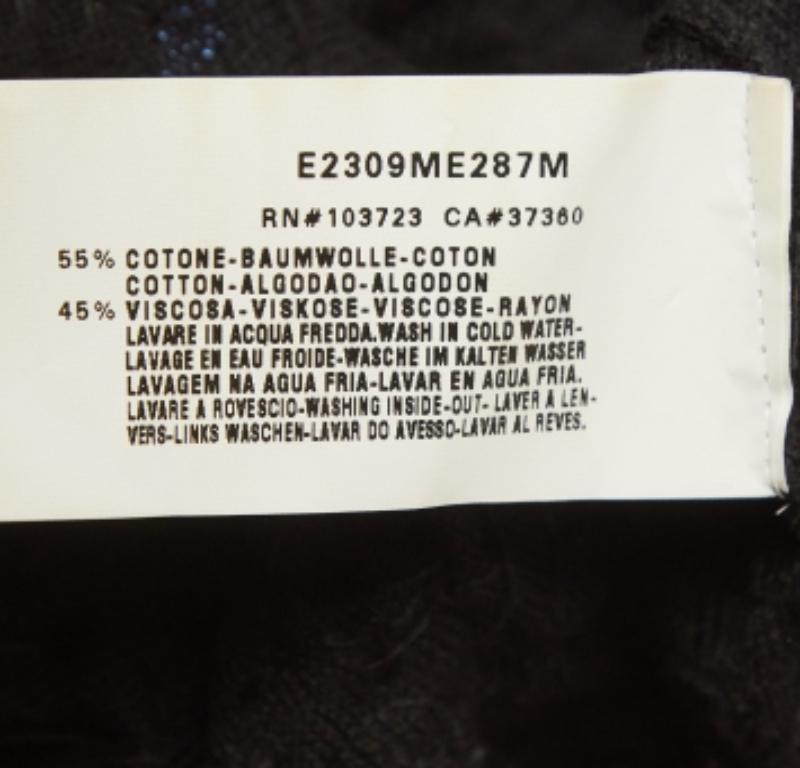 E2309ME287M
RN#103723 CA#37360
55% COTONE-BAUMWOLLE-COTON
COTTON-ALGODAO-ALGODON
45% VISCOSA-VISKOSE-VISCOSE-RAYON
LAVARE IN ACQUA FREDDA.WASH IN COLD WATER-
LAVAGE EN EAU FROIDE-WASCHE IM KALTEN WASSER
LAVAGEM NA AGUA FRIA-LAVAR EN AGUA FRIA.
LAVARE A ROVESCIO-WASHING INSIDE-OUT- LAVER A LEN-
VERS-LINKS WASCHEN-LAVAR DO AVESSO-LAVAR AL REVES.